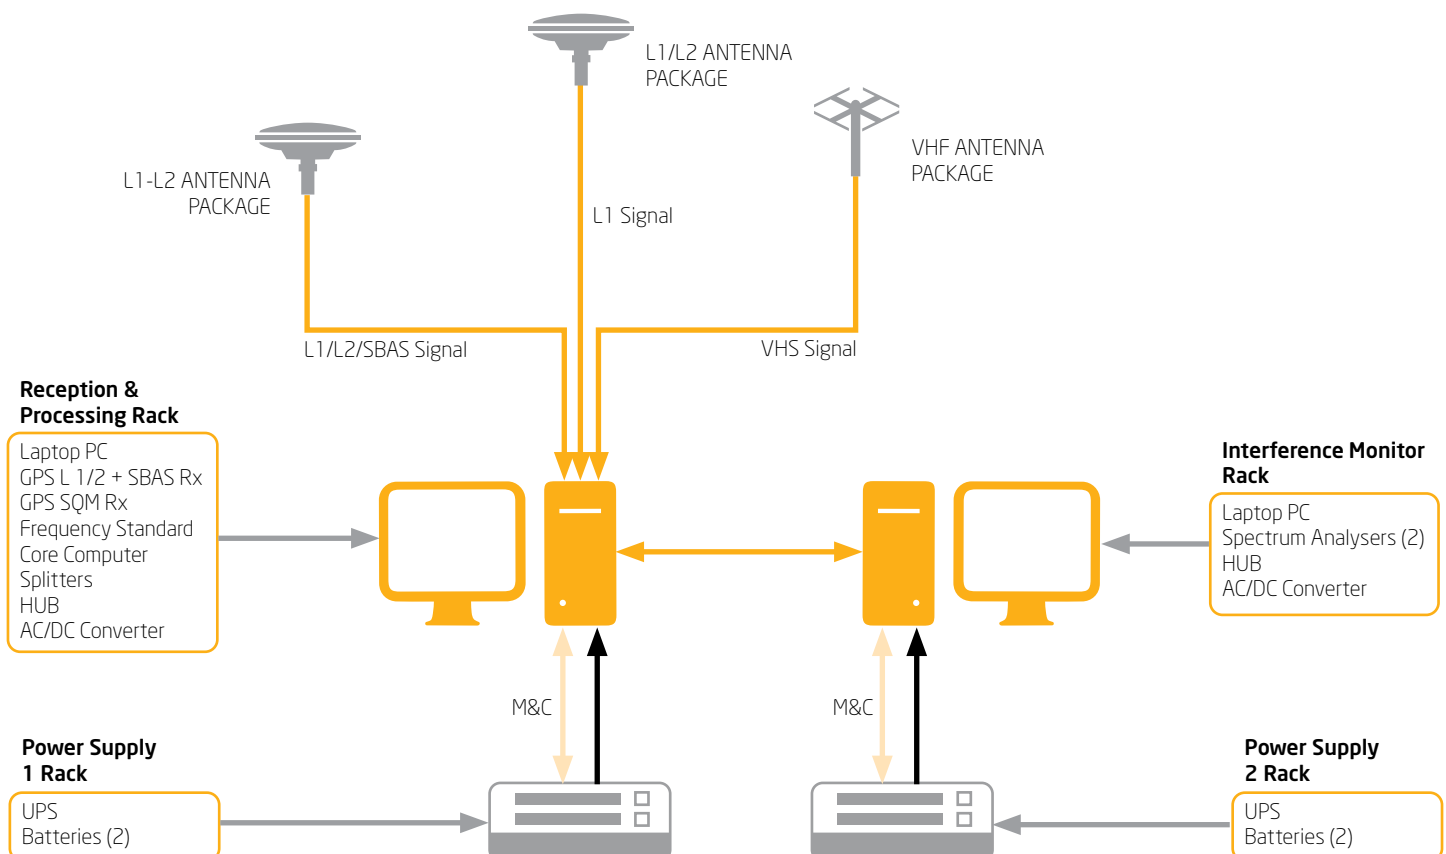 L1/L2 ANTENNA
PACKAGE
VHF ANTENNA
PACKAGE
L1-L2 ANTENNA
PACKAGE
L1 Signal
L1/L2/SBAS Signal
VHS Signal
Reception &
Processing Rack
Laptop PC
GPS L 1/2 + SBAS Rx
GPS SQM Rx
Frequency Standard
Core Computer
Splitters
HUB
AC/DC Converter
Interference Monitor
Rack
Laptop PC
Spectrum Analysers (2)
HUB
AC/DC Converter
M&C
M&C
Power Supply
1 Rack
UPS
Batteries (2)
Power Supply
2 Rack
UPS
Batteries (2)